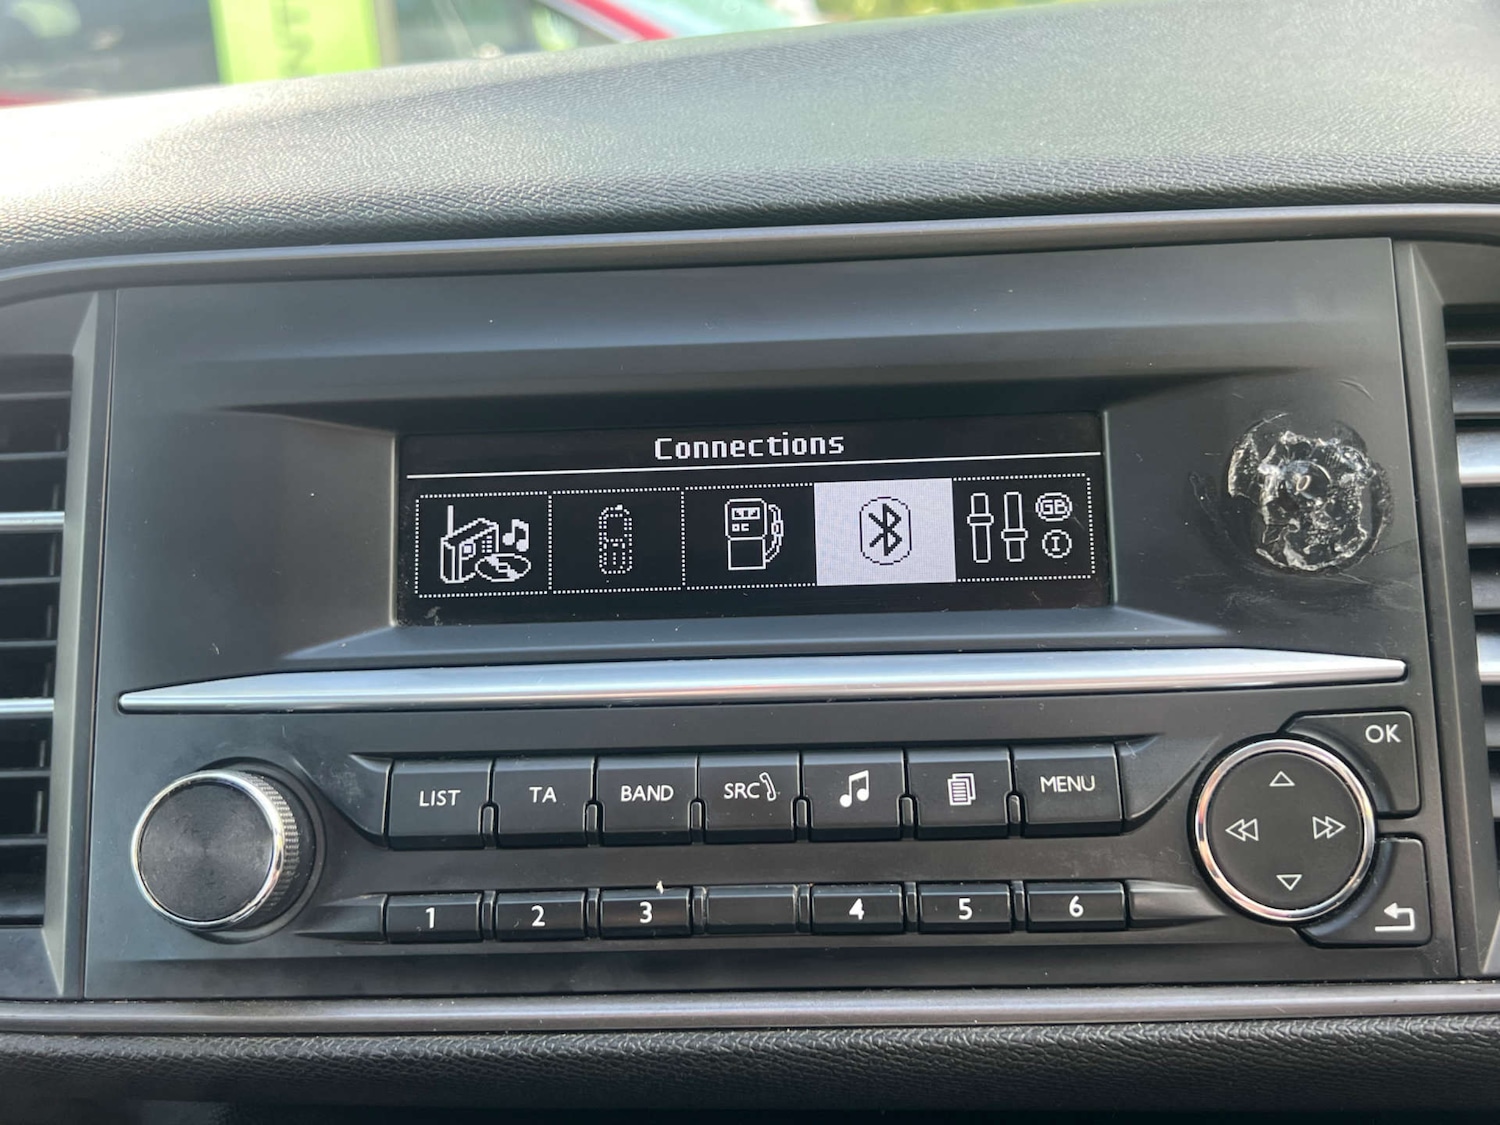 Connections
GB
I
OK
LIST
TA
BAND
SRC
MENU
1
2
3
4
5
6